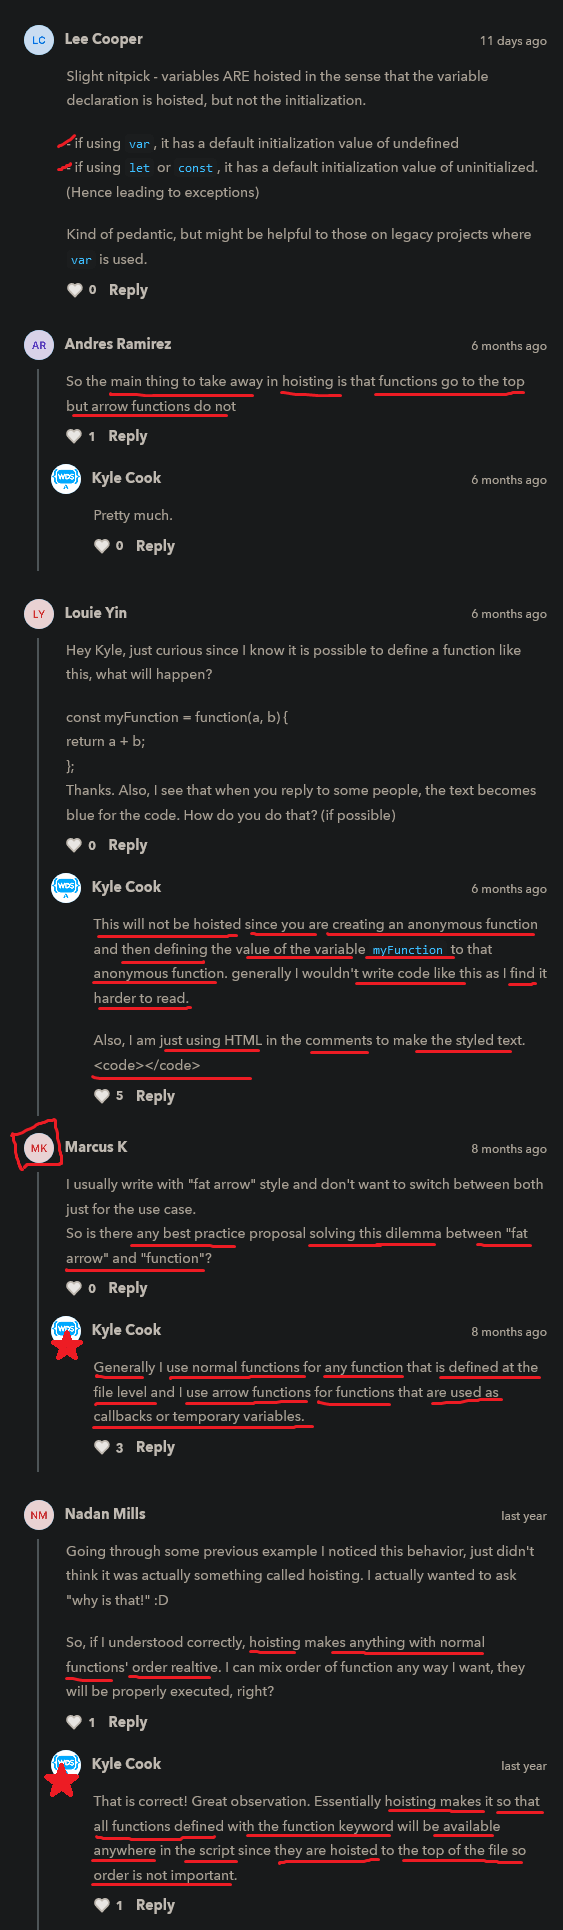 LC Lee Cooper 11 days ago
Slight nitpick - variables ARE hoisted in the sense that the variable
declaration is hoisted, but not the initialization.
- if using var , it has a default initialization value of undefined
- if using let or const , it has a default initialization value of uninitialized.
(Hence leading to exceptions)
Kind of pedantic, but might be helpful to those on legacy projects where
var is used.
0 Reply
AR Andres Ramirez 6 months ago
So the main thing to take away in hoisting is that functions go to the top
but arrow functions do not
1 Reply
WDS Kyle Cook 6 months ago
Pretty much.
0 Reply
LY Louie Yin 6 months ago
Hey Kyle, just curious since I know it is possible to define a function like
this, what will happen?
const myFunction = function(a, b) {
return a + b;
};
Thanks. Also, I see that when you reply to some people, the text becomes
blue for the code. How do you do that? (if possible)
0 Reply
WDS Kyle Cook 6 months ago
This will not be hoisted since you are creating an anonymous function
and then defining the value of the variable myFunction to that
anonymous function. generally I wouldn't write code like this as I find it
harder to read.
Also, I am just using HTML in the comments to make the styled text.
<code></code>
5 Reply
MK Marcus K 8 months ago
I usually write with "fat arrow" style and don't want to switch between both
just for the use case.
So is there any best practice proposal solving this dilemma between "fat
arrow" and "function"?
0 Reply
WDS Kyle Cook 8 months ago
Generally I use normal functions for any function that is defined at the
file level and I use arrow functions for functions that are used as
callbacks or temporary variables.
3 Reply
NM Nadan Mills last year
Going through some previous example I noticed this behavior, just didn't
think it was actually something called hoisting. I actually wanted to ask
"why is that!" :D
So, if I understood correctly, hoisting makes anything with normal
functions' order realtive. I can mix order of function any way I want, they
will be properly executed, right?
1 Reply
WDS Kyle Cook last year
That is correct! Great observation. Essentially hoisting makes it so that
all functions defined with the function keyword will be available
anywhere in the script since they are hoisted to the top of the file so
order is not important.
1 Reply